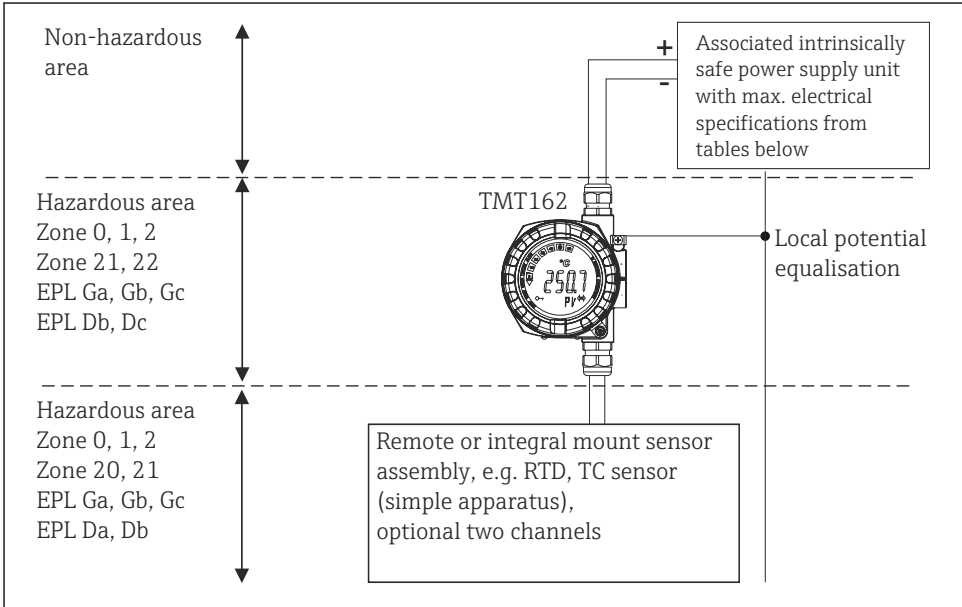 Non-hazardous
area
+
-
Associated intrinsically
safe power supply unit
with max. electrical
specifications from
tables below
Hazardous area
Zone 0, 1, 2
Zone 21, 22
EPL Ga, Gb, Gc
EPL Db, Dc
TMT162
°C
250.7
PV
Local potential
equalisation
Hazardous area
Zone 0, 1, 2
Zone 20, 21
EPL Ga, Gb, Gc
EPL Da, Db
Remote or integral mount sensor
assembly, e.g. RTD, TC sensor
(simple apparatus),
optional two channels